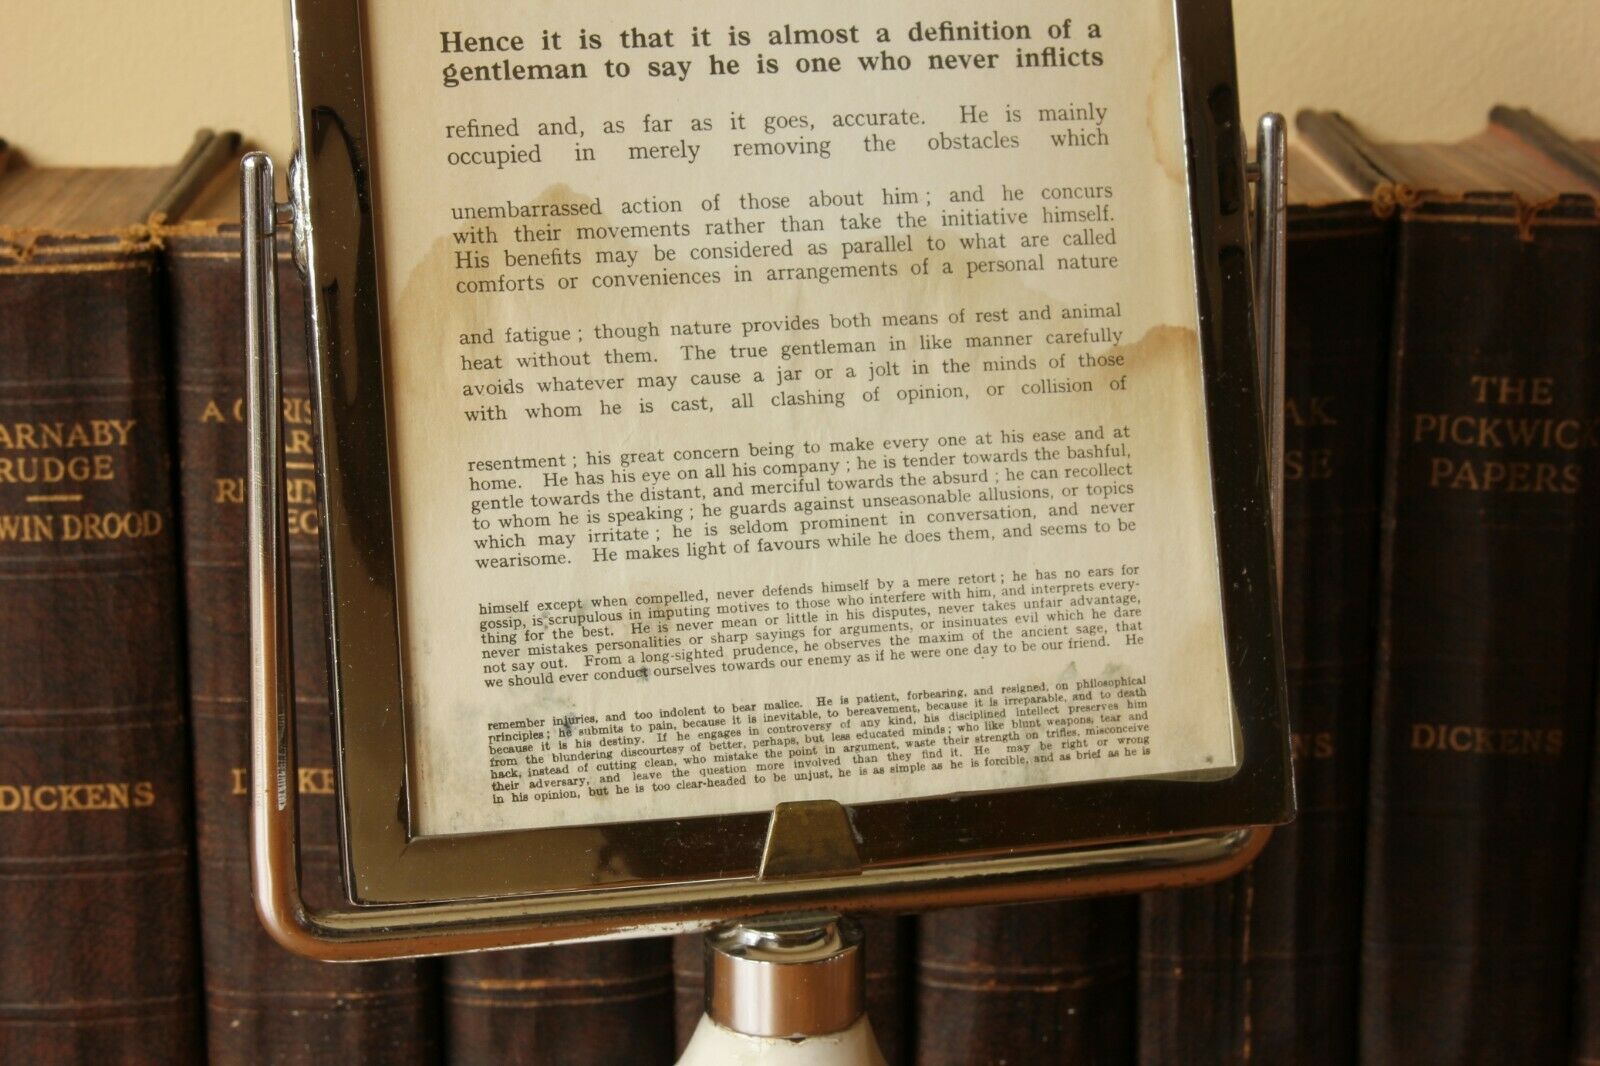 Hence it is that it is almost a definition of a
gentleman to say he is one who never inflicts
refined and, as far as it goes, accurate. He is mainly
occupied in merely removing the obstacles which
unembarrassed action of those about him ; and he concurs
with their movements rather than take the initiative himself.
His benefits may be considered as parallel to what are called
comforts or conveniences in arrangements of a personal nature
and fatigue ; though nature provides both means of rest and animal
heat without them. The true gentleman in like manner carefully
avoids whatever may cause a jar or a jolt in the minds of those
with whom he is cast, all clashing of opinion, or collision of
resentment ; his great concern being to make every one at his ease and at
home. He has his eye on all his company ; he is tender towards the bashful,
gentle towards the distant, and merciful towards the absurd ; he can recollect
to whom he is speaking ; he guards against unseasonable allusions, or topics
which may irritate ; he is seldom prominent in conversation, and never
wearisome. He makes light of favours while he does them, and seems to be
himself except when compelled, never defends himself by a mere retort ; he has no ears for
gossip, is scrupulous in imputing motives to those who interfere with him, and interprets every-
thing for the best. He is never mean or little in his disputes, never takes unfair advantage,
never mistakes personalities or sharp sayings for arguments, or insinuates evil which he dare
not say out. From a long-sighted prudence, he observes the maxim of the ancient sage, that
we should ever conduct ourselves towards our enemy as if he were one day to be our friend. He
remember injuries, and too indolent to bear malice. He is patient, forbearing, and resigned, on philosophical
principles ; he submits to pain, because it is inevitable, to bereavement, because it is irreparable, and to death
because it is his destiny. If he engages in controversy of any kind, his disciplined intellect preserves him
from the blundering discourtesy of better, perhaps, but less educated minds ; who like blunt weapons, tear and
hack, instead of cutting clean, who mistake the point in argument, waste their strength on trifles, misconceive
their adversary, and leave the question more involved than they find it. He may be right or wrong
in his opinion, but he is too clear-headed to be unjust, he is as simple as he is forcible, and as brief as he is
ARNABY
RUDGE
WIN DROOD
DICKENS
A C RIS
AR
DICKE
AK
SE
NS
THE
PICKWICK
PAPERS
DICKENS